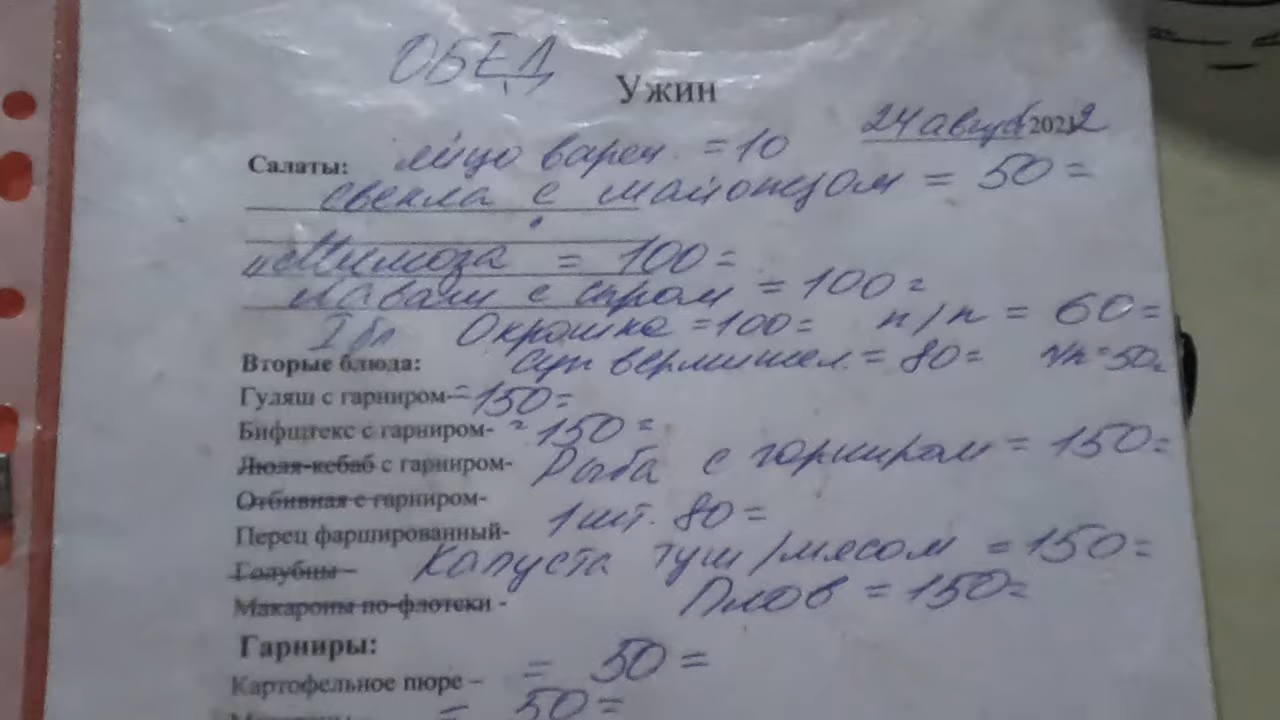 ОБЕД
Ужин
24 август 2022
Салаты: яйцо варен. =10
свекла с майонезом = 50=
"Мимоза = 100=
с сыром = 100=
I бл Окрошка =100= п/п = 60=
Вторые блюда: суп вермишел. = 80= 1/2 =50=
Гуляш с гарниром-=150=
Бифштекс с гарниром- =150=
Люля-кебаб с гарниром- Рыба с гарниром = 150=
Отбивная с гарниром-
Перец фаршированный- 1 шт. 80=
Голубцы – Капуста туш/мясом =150=
Макароны по-флотски - Плов =150=
Гарниры:
Картофельное пюре – = 50=
= 50=